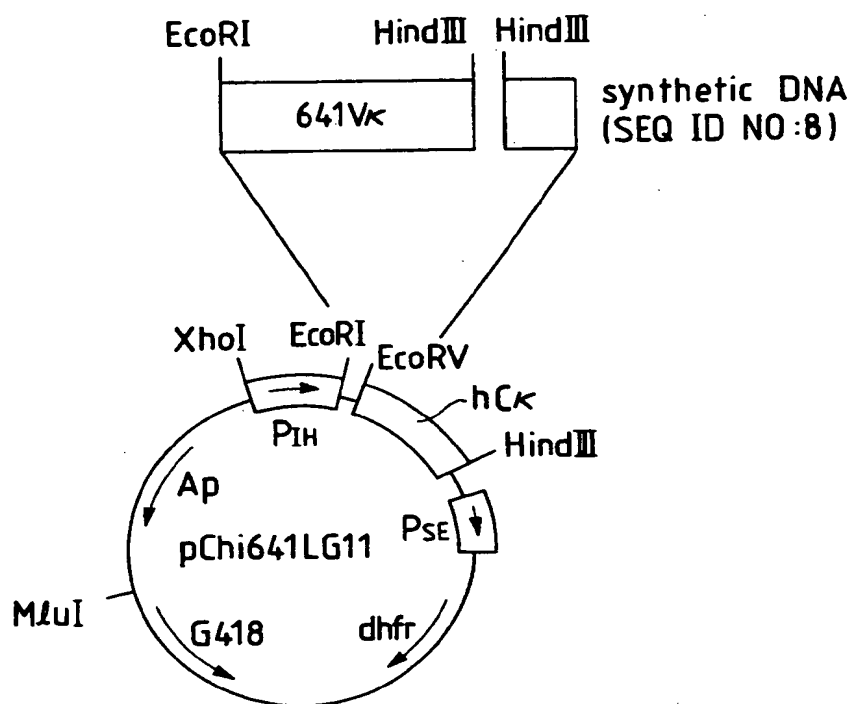 EcoRI HindIII HindIII
641Vκ
synthetic DNA
(SEQ ID NO:8)
XhoI EcoRI EcoRV
hCκ
PIH
HindIII
Ap
PSE
pChi641LG11
MluI
G418 dhfr